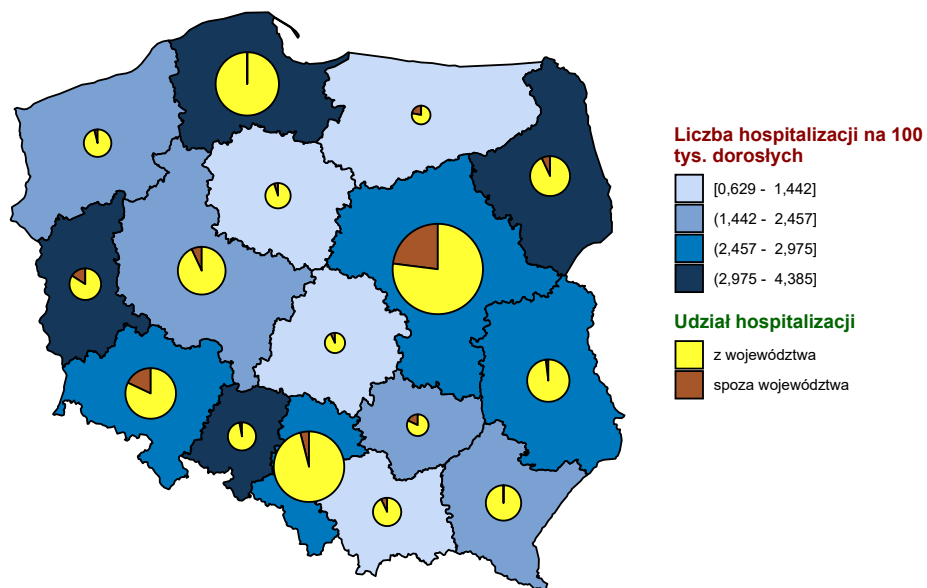 Liczba hospitalizacji na 100
tys. dorosłych
[0,629 - 1,442]
(1,442 - 2,457]
(2,457 - 2,975]
(2,975 - 4,385]
Udział hospitalizacji
z województwa
spoza województwa